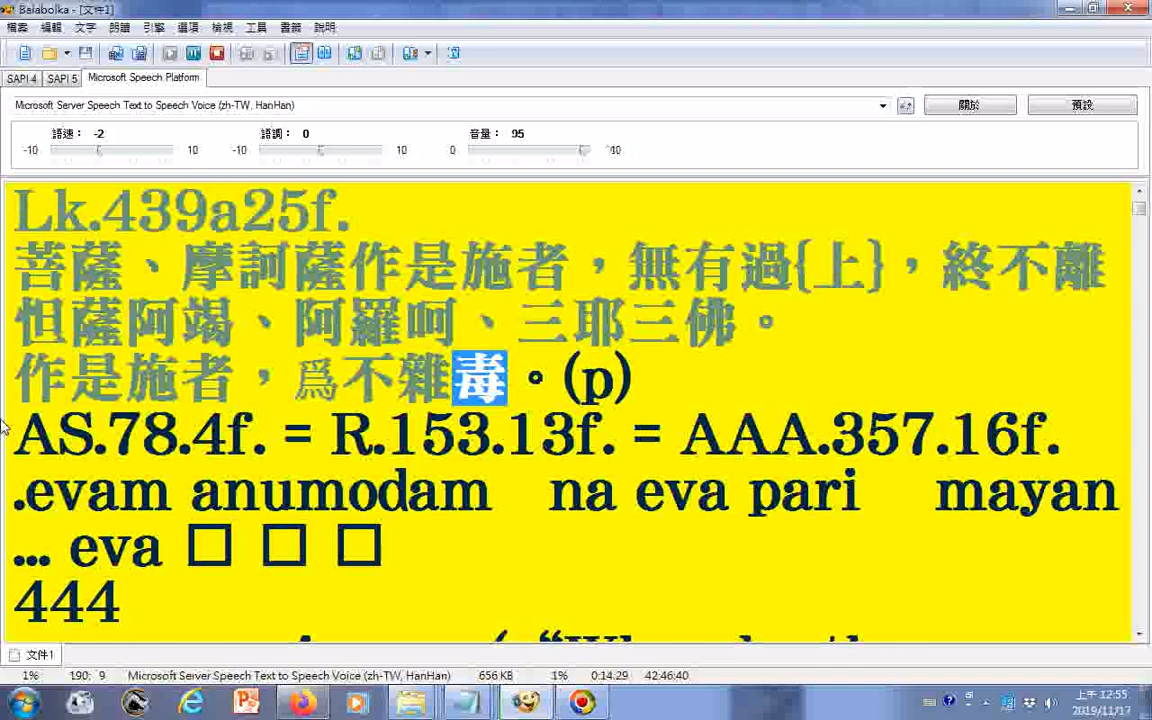 Balabolka - [文件1]
檔案 編輯 文字 朗讀 引擎 選項 檢視 工具 書籤 說明
SAPI 4 SAPI 5 Microsoft Speech Platform
Microsoft Server Speech Text to Speech Voice (zh-TW, HanHan) 關於 預設
語速： -2 語調： 0 音量： 95
-10 10 -10 10 0 100
Lk.439a25f.
菩薩、摩訶薩作是施者，無有過{上}，終不離
怛薩阿竭、阿羅呵、三耶三佛。
作是施者，爲不雜毒。(p)
AS.78.4f. = R.153.13f. = AAA.357.16f.
.evam anumodam na eva pari mayan
... eva □ □ □
444
文件1
1% 190; 9 Microsoft Server Speech Text to Speech Voice (zh-TW, HanHan) 656 KB 1% 0:14.29 42:46:40
上午 12:55
2019/11/17